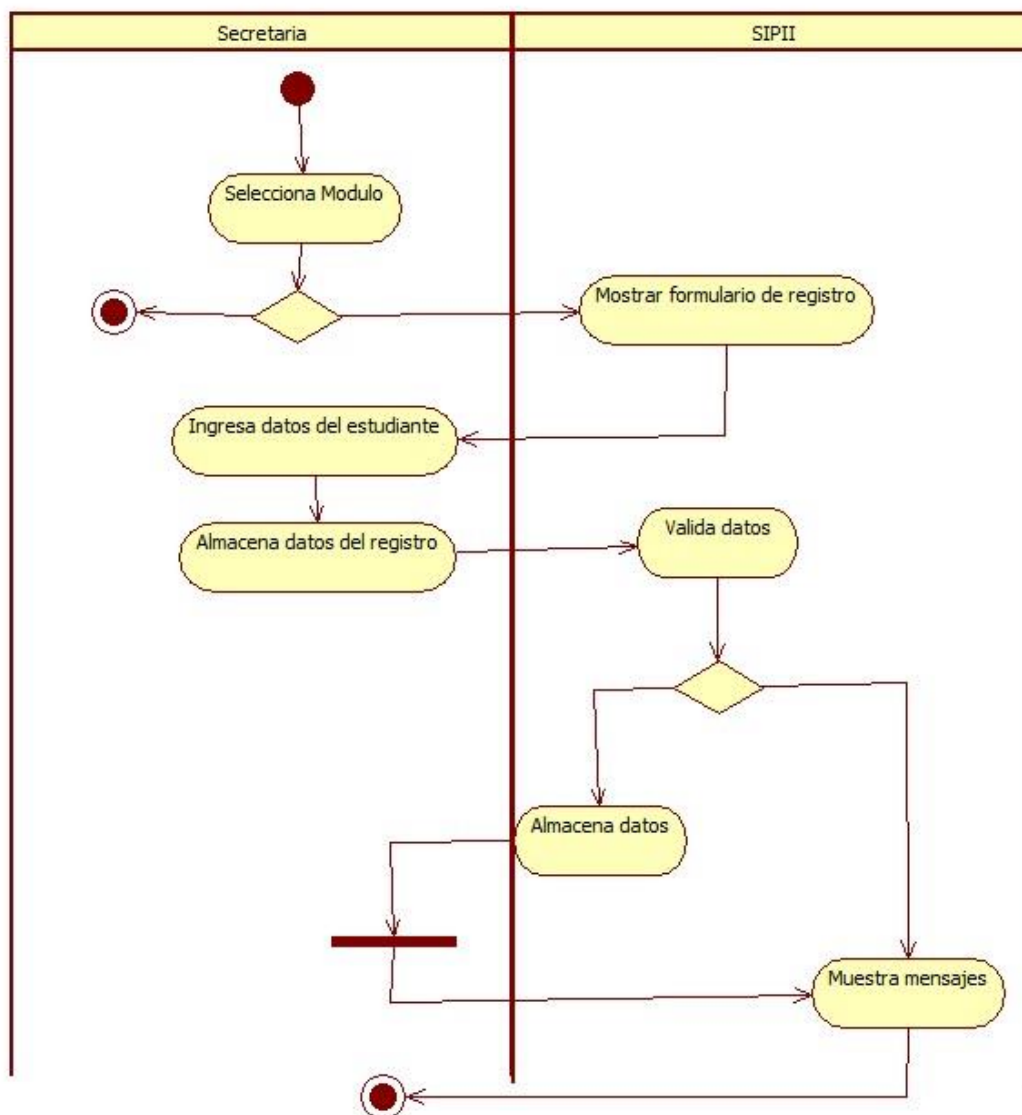 Secretaria
SIPII
Selecciona Modulo
Mostrar formulario de registro
Ingresa datos del estudiante
Almacena datos del registro
Valida datos
Almacena datos
Muestra mensajes